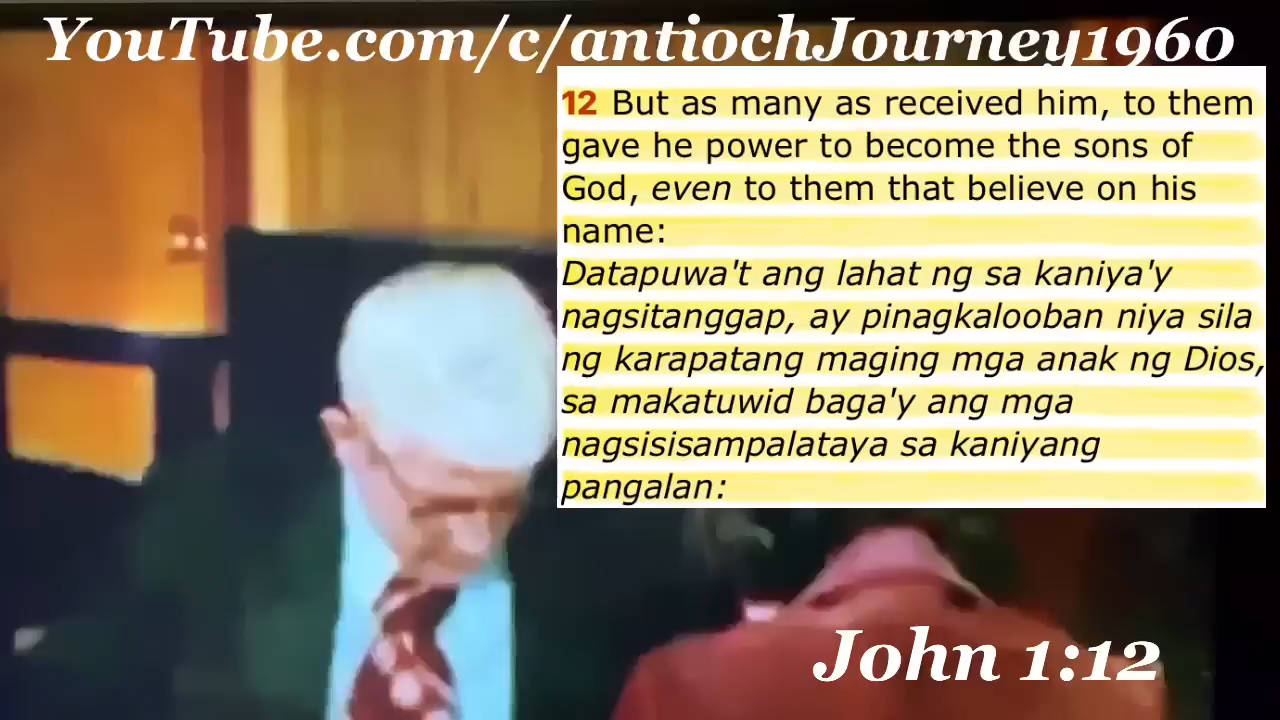 YouTube.com/c/antiochJourney1960
12 But as many as received him, to them
gave he power to become the sons of
God, even to them that believe on his
name:
Datapuwa't ang lahat ng sa kaniya'y
nagsitanggap, ay pinagkalooban niya sila
ng karapatang maging mga anak ng Dios,
sa makatuwid baga'y ang mga
nagsisisampalataya sa kaniyang
pangalan:
John 1:12